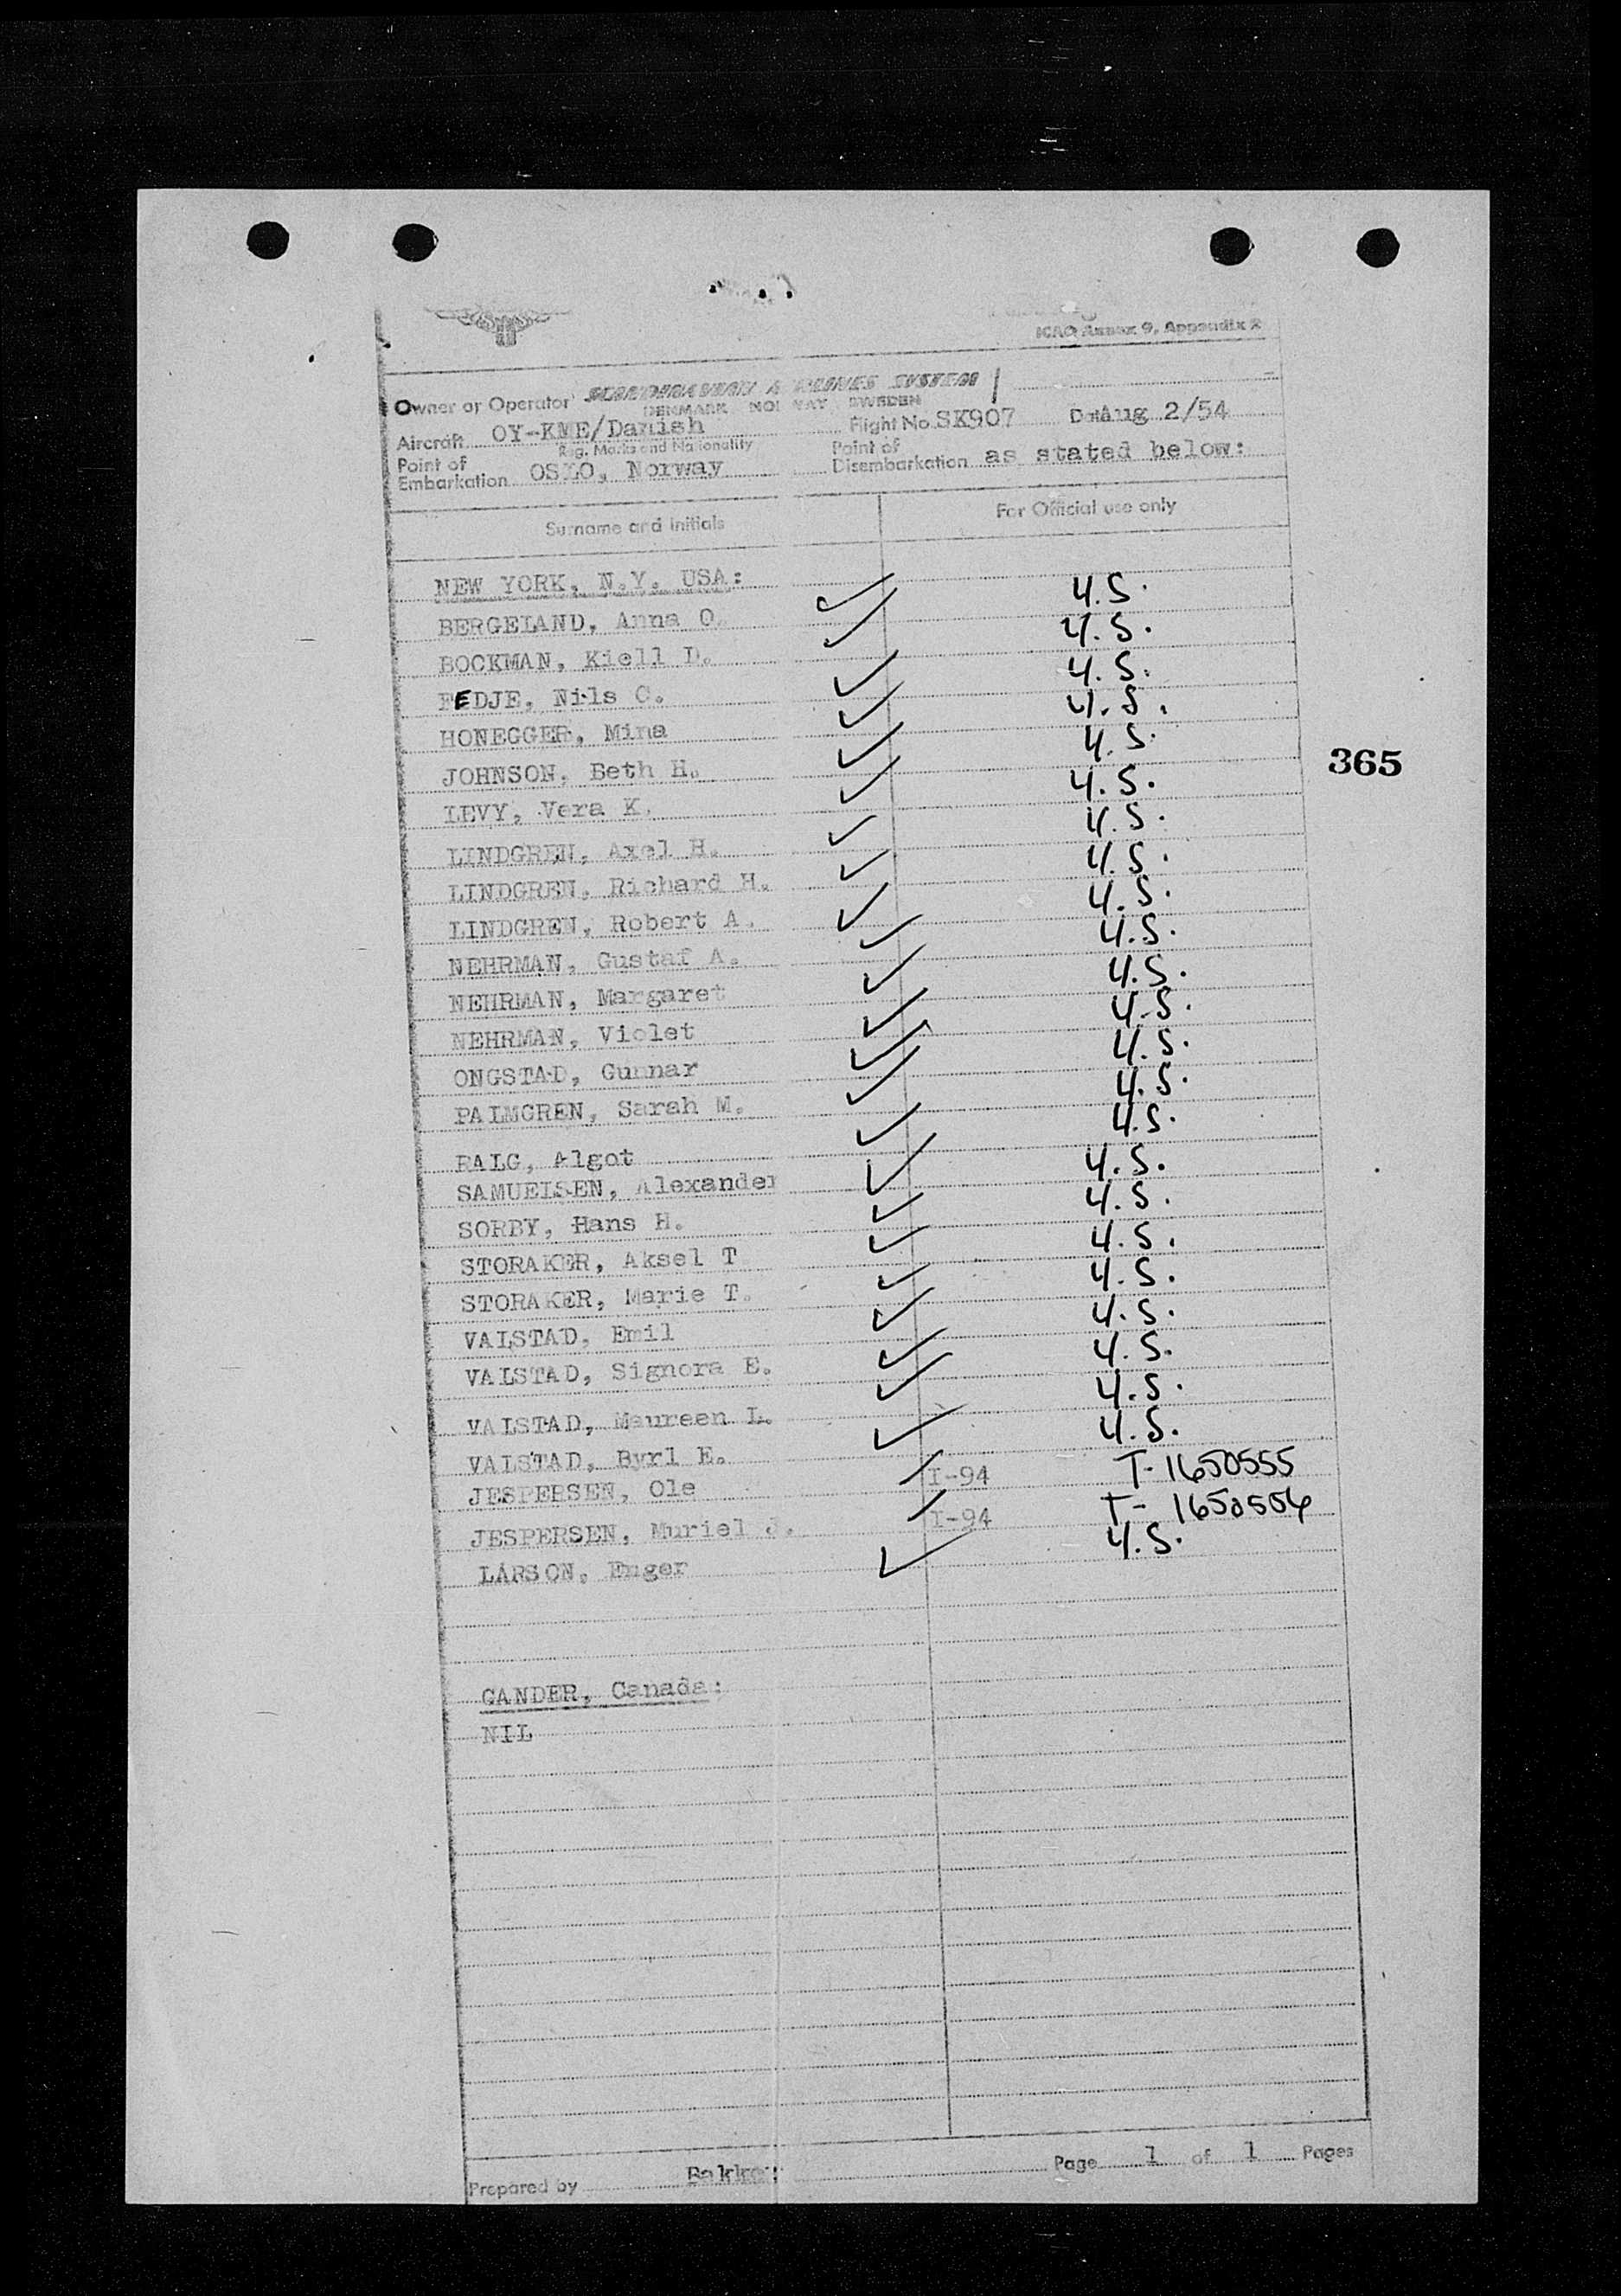 ICAO Annex 9, Appendix 2
Owner or Operator SCANDINAVIAN AIRLINES SYSTEM
DENMARK NORWAY SWEDEN
Aircraft OY-KME/Danish Flight No. SK907 Date Aug 2/54
Reg. Marks and Nationality
Point of Embarkation OSLO, Norway Point of Disembarkation as stated below:
Surname and initials For Official use only
NEW YORK, N.Y. USA:
BERGELAND, Anna O. U.S.
BOCKMAN, Kiell D. U.S.
FEDJE, Nils C. U.S.
HONEGGER, Mina U.S.
JOHNSON, Beth H. U.S.
LEVY, Vera K. U.S.
LINDGREN, Axel H. U.S.
LINDGREN, Richard H. U.S.
LINDGREN, Robert A. U.S.
NEHRMAN, Gustaf A. U.S.
NEHRMAN, Margaret U.S.
NEHRMAN, Violet U.S.
ONGSTAD, Gunnar U.S.
PALMGREN, Sarah M. U.S.
Algot U.S.
SAMUELSEN, Alexander U.S.
SORBY, Hans H. U.S.
STORAKER, Aksel T U.S.
STORAKER, Marie T. U.S.
VALSTAD, Emil U.S.
VALSTAD, Signora E. U.S.
VALSTAD, Maureen L. U.S.
VALSTAD, Byrl E. U.S.
JESPERSEN, Ole I-94 T-1650555
JESPERSEN, Muriel J. I-94 T-1650556
LARSON, Enger U.S.
365
GANDER, Canada:
NIL
Prepared by Page 1 of 1 Pages